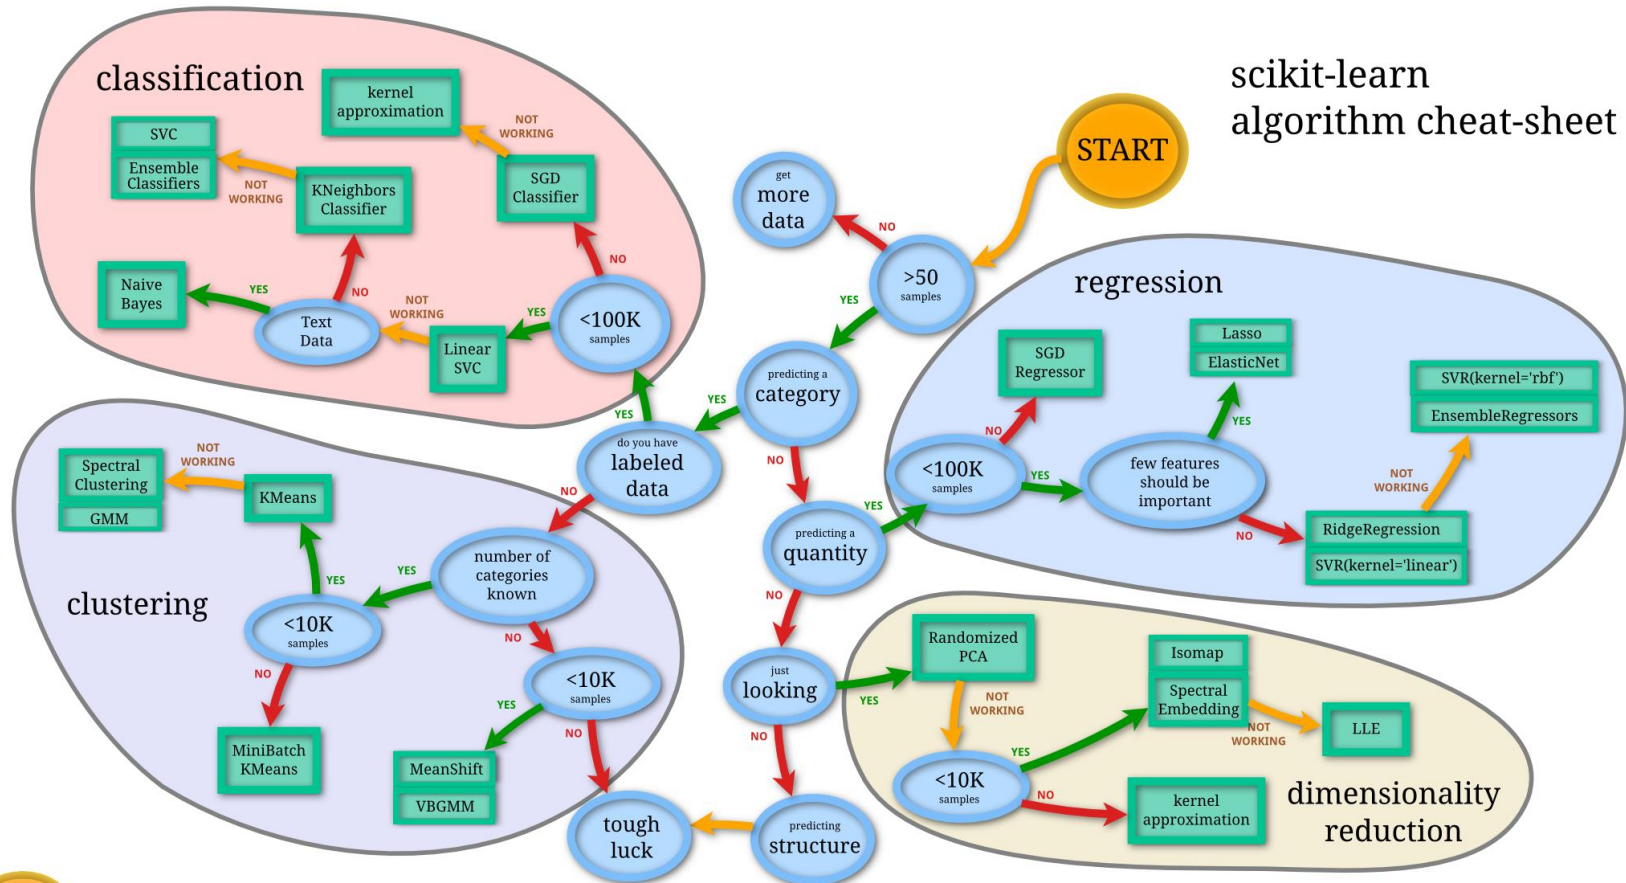 scikit-learn
algorithm cheat-sheet
START
get
more
data
NO
>50
samples
YES
classification
kernel
approximation
NOT
WORKING
SVC
Ensemble
Classifiers
NOT
WORKING
KNeighbors
Classifier
SGD
Classifier
NO
Naive
Bayes
YES
NO
Text
Data
NOT
WORKING
Linear
SVC
YES
<100K
samples
YES
predicting a
category
YES
NO
do you have
labeled
data
NO
regression
SGD
Regressor
Lasso
ElasticNet
SVR(kernel='rbf')
EnsembleRegressors
NO
YES
<100K
samples
YES
few features
should be
important
NOT
WORKING
NO
RidgeRegression
SVR(kernel='linear')
YES
predicting a
quantity
NO
clustering
Spectral
Clustering
GMM
NOT
WORKING
KMeans
YES
number of
categories
known
YES
<10K
samples
NO
NO
MiniBatch
KMeans
<10K
samples
YES
NO
MeanShift
VBGMM
tough
luck
just
looking
YES
NO
predicting
structure
Randomized
PCA
NOT
WORKING
Isomap
Spectral
Embedding
NOT
WORKING
LLE
YES
<10K
samples
NO
kernel
approximation
dimensionality
reduction